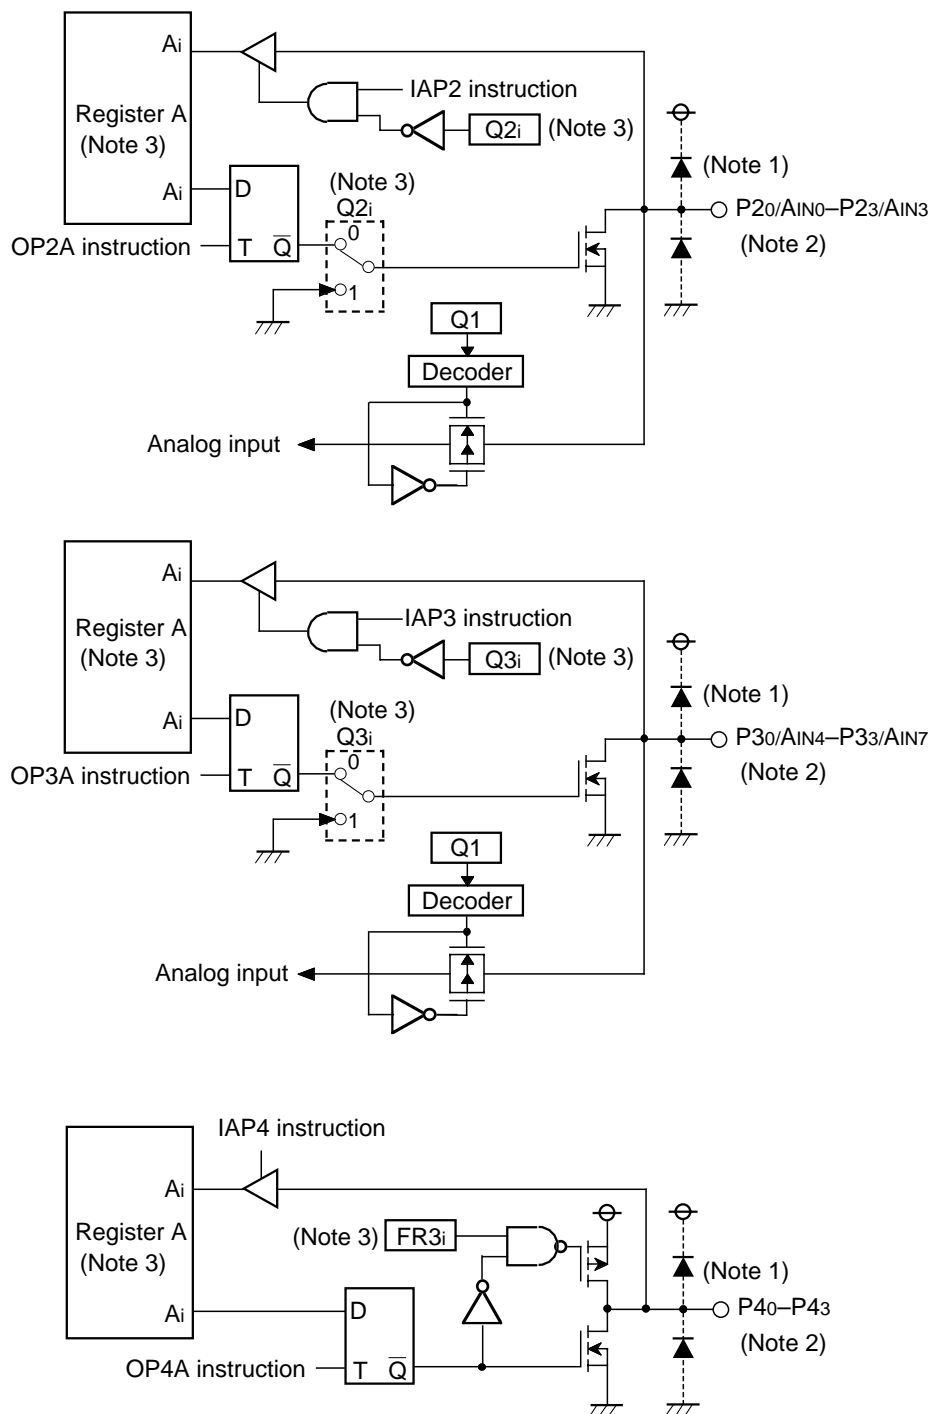 Ai
IAP2 instruction
Register A
(Note 3)
Q2i (Note 3)
(Note 1)
Ai
D
(Note 3)
Q2i
0
P20/AIN0–P23/AIN3
(Note 2)
OP2A instruction
T Q̅
1
Q1
Decoder
Analog input
Ai
IAP3 instruction
Register A
(Note 3)
Q3i (Note 3)
(Note 1)
Ai
D
(Note 3)
Q3i
0
P30/AIN4–P33/AIN7
(Note 2)
OP3A instruction
T Q̅
1
Q1
Decoder
Analog input
IAP4 instruction
Ai
Register A
(Note 3)
(Note 3) FR3i
(Note 1)
Ai
D
P40–P43
(Note 2)
OP4A instruction
T Q̅